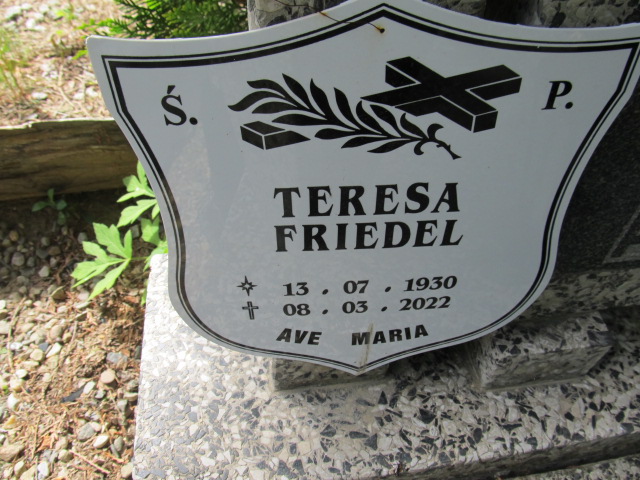 Ś. P.
TERESA
FRIEDEL
13 . 07 . 1930
08 . 03 . 2022
AVE MARIA